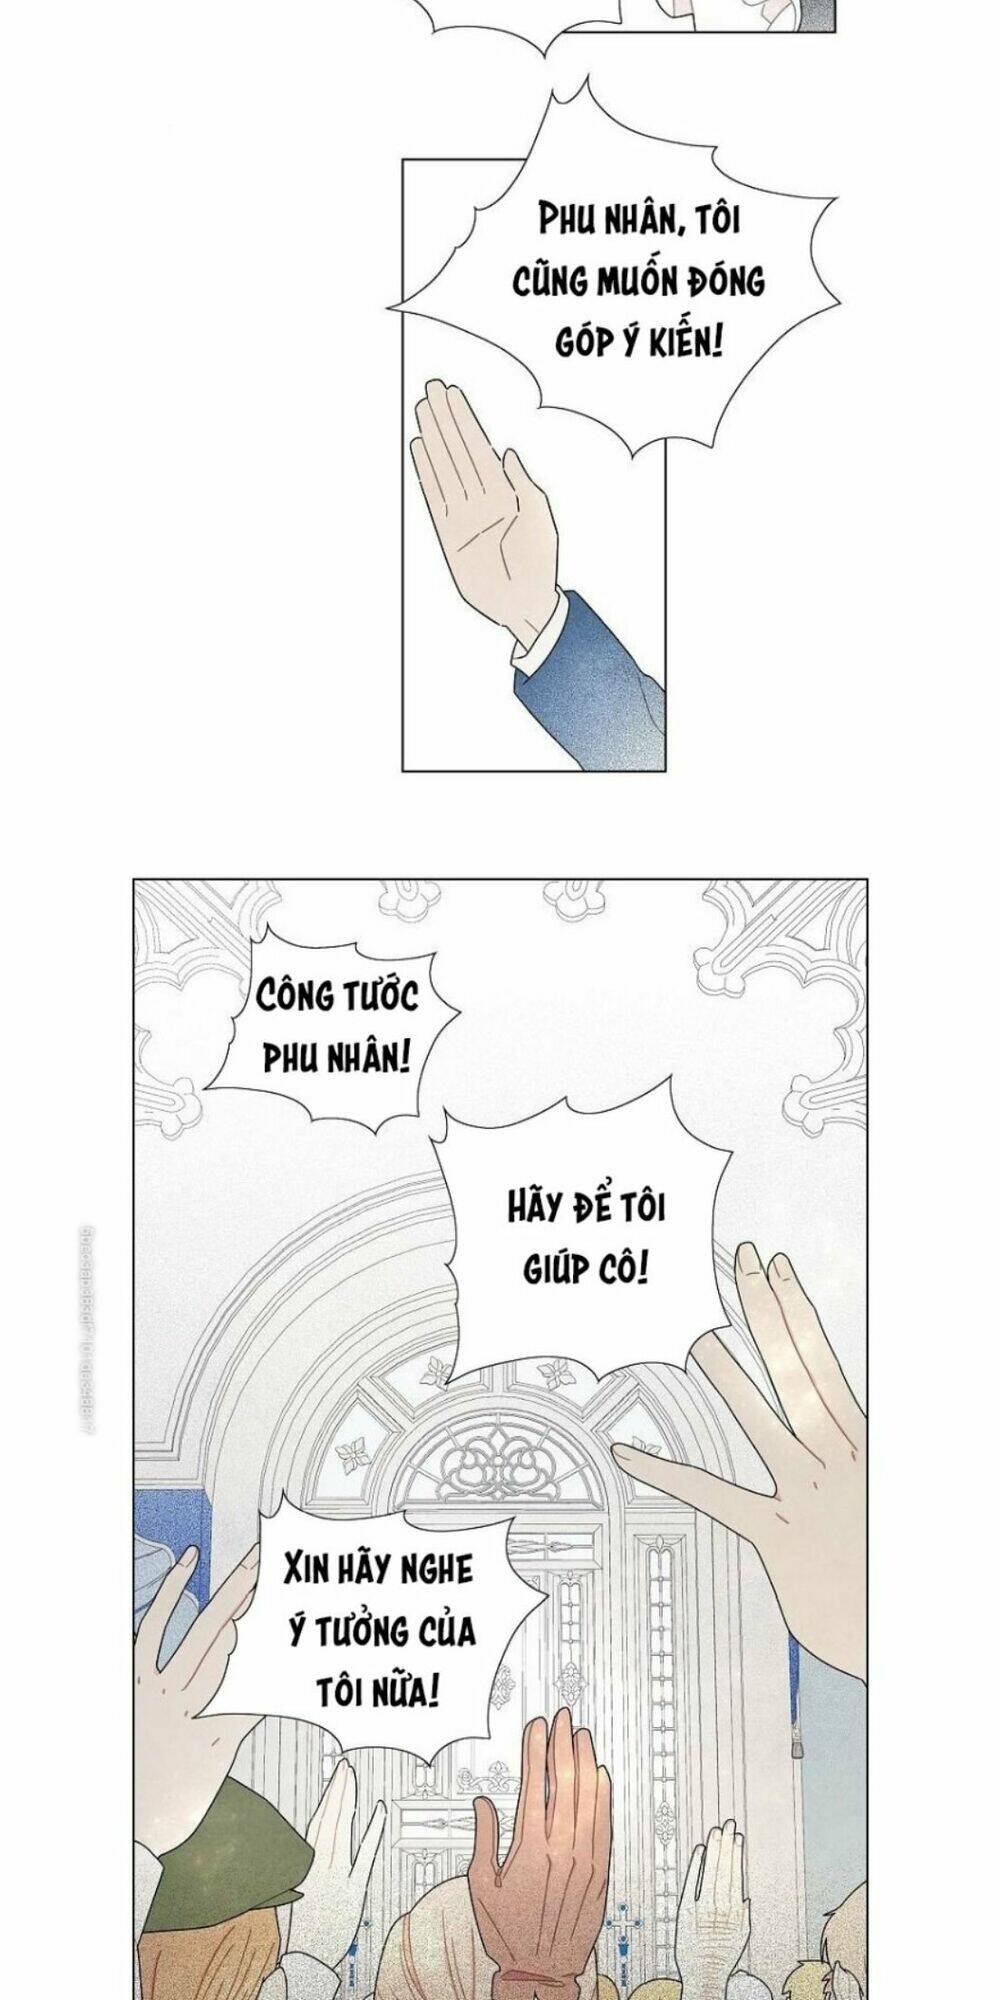 PHU NHÂN, TÔI
CŨNG MUỐN ĐÓNG
GÓP Ý KIẾN!
CÔNG TƯỚC
PHU NHÂN!
HÃY ĐỂ TÔI
GIÚP CÔ!
XIN HÃY NGHE
Ý TƯỞNG CỦA
TÔI NỮA!